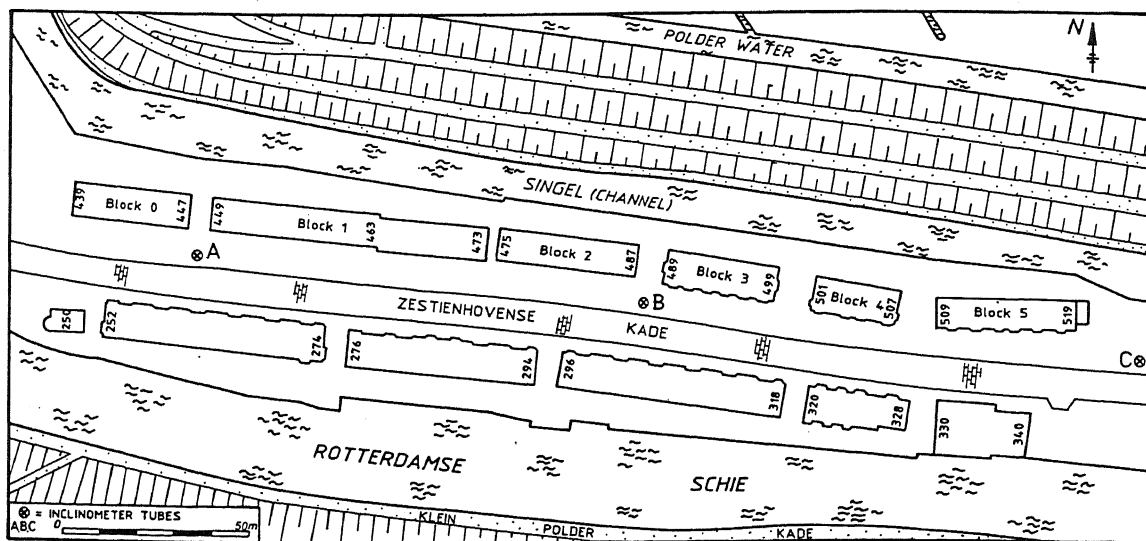 POLDER WATER
N
SINGEL (CHANNEL)
439 Block 0 447
449 Block 1 463 473
475 Block 2 487
489 Block 3 499
501 Block 4 507
509 Block 5 519
A
B
C
ZESTIENHOVENSE KADE
250
252 274
276 294
296 318
320 328
330 340
ROTTERDAMSE SCHIE
⊗ = INCLINOMETER TUBES
ABC 0 50m
KLEIN POLDER KADE